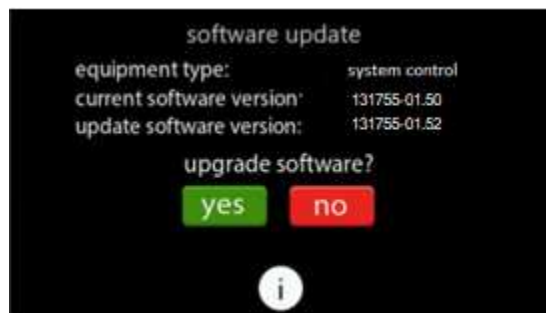 software update
equipment type: system control
current software version: 131755-01.50
update software version: 131755-01.52
upgrade software?
yes no
i